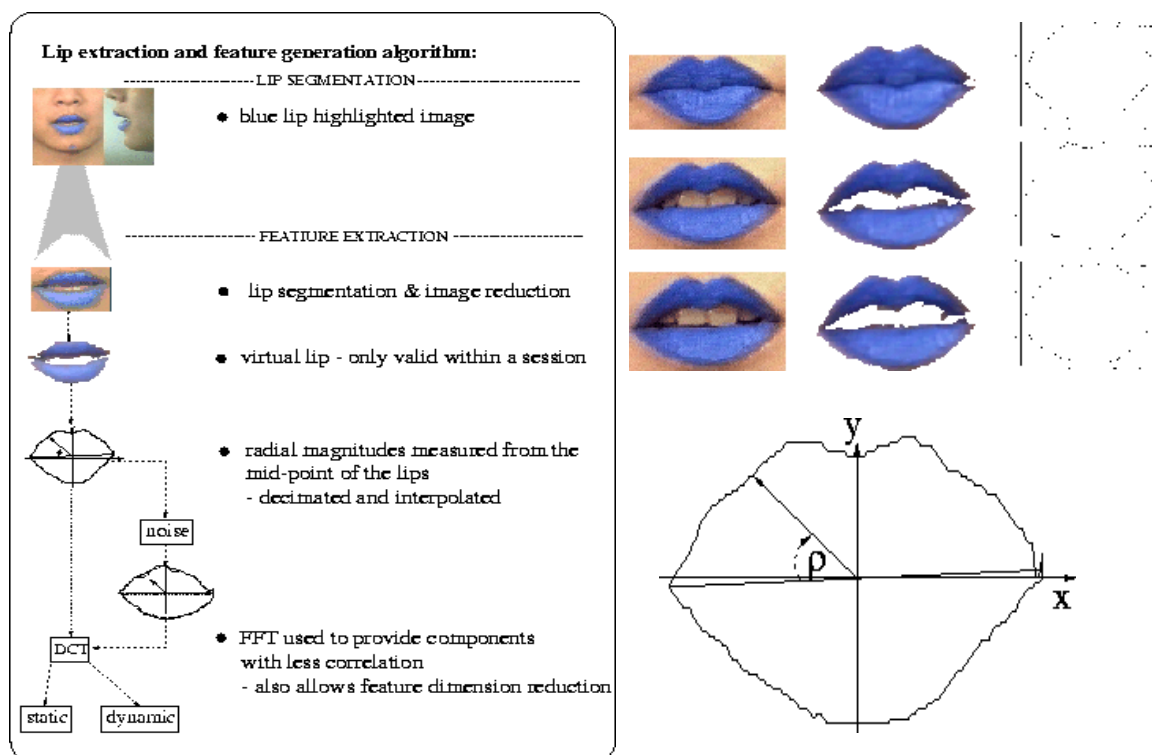 Lip extraction and feature generation algorithm:
LIP SEGMENTATION
● blue lip highlighted image
FEATIURE EXTRACTION
● lip segmentation & image reduction
● virtual lip - only valid within a session
● radial magnitudes measured from the
mid-point of the lips
- decimated and interpolated
noise
● FFT used to provide components
with less correlation
- also allows feature dimension reduction
DCT
static
dynamic
y
ρ
x